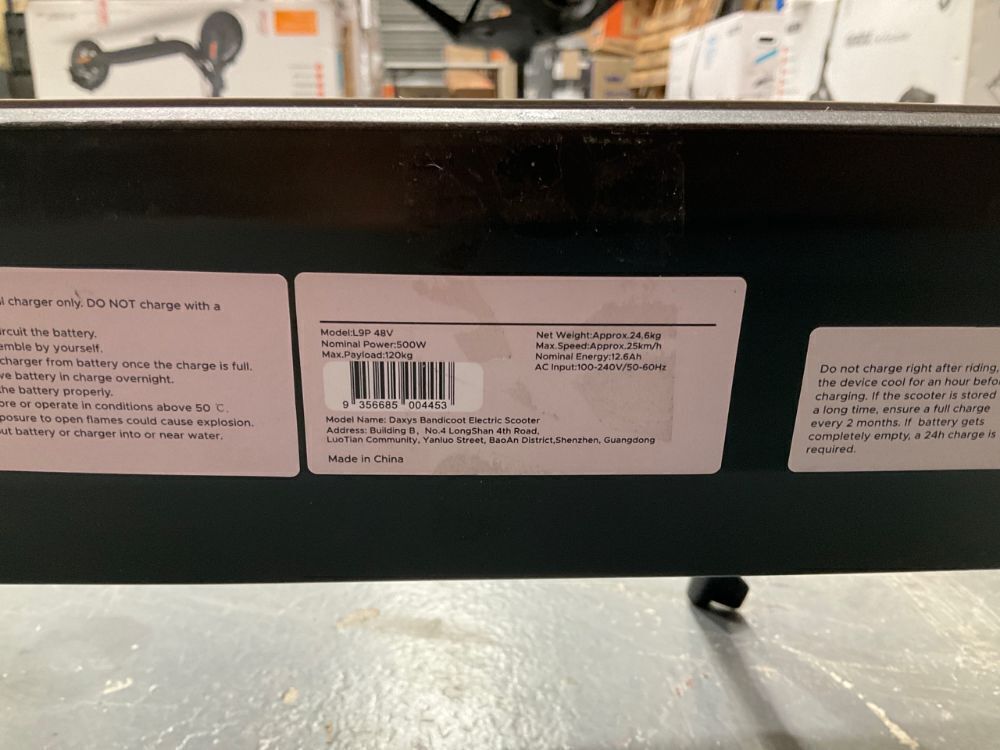 l charger only. DO NOT charge with a
ircuit the battery.
emble by yourself.
charger from battery once the charge is full.
ve battery in charge overnight.
the battery properly.
ore or operate in conditions above 50 ℃.
posure to open flames could cause explosion.
ut battery or charger into or near water.
Model:L9P 48V
Nominal Power:500W
Max.Payload:120kg
Net Weight:Approx.24.6kg
Max.Speed:Approx.25km/h
Nominal Energy:12.6Ah
AC Input:100-240V/50-60Hz
9 356685 004453
Model Name: Daxys Bandicoot Electric Scooter
Address: Building B, No.4 LongShan 4th Road,
LuoTian Community, Yanluo Street, BaoAn District,Shenzhen, Guangdong
Made in China
Do not charge right after riding,
the device cool for an hour befo
charging. If the scooter is stored
a long time, ensure a full charge
every 2 months. If battery gets
completely empty, a 24h charge is
required.